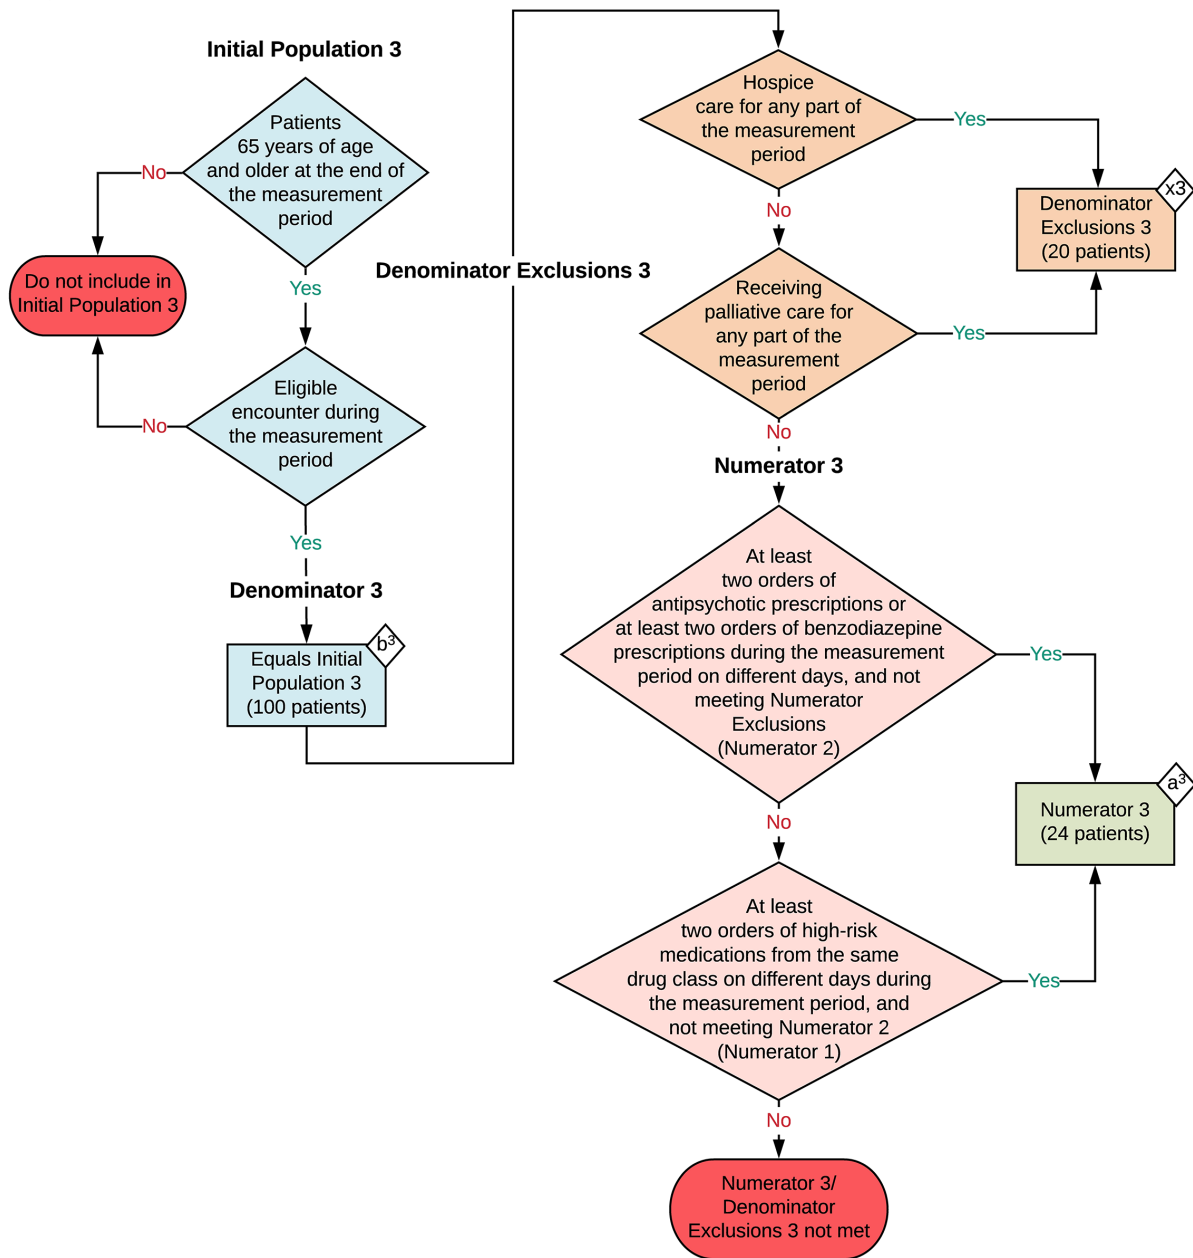 Initial Population 3
Patients
65 years of age
and older at the end of
the measurement
period
No
Yes
Do not include in
Initial Population 3
Eligible
encounter during
the measurement
period
No
Yes
Denominator 3
b³
Equals Initial
Population 3
(100 patients)
Denominator Exclusions 3
Hospice
care for any part of
the measurement
period
Yes
No
x3
Denominator
Exclusions 3
(20 patients)
Receiving
palliative care for
any part of the
measurement
period
Yes
No
Numerator 3
At least
two orders of
antipsychotic prescriptions or
at least two orders of benzodiazepine
prescriptions during the measurement
period on different days, and not
meeting Numerator
Exclusions
(Numerator 2)
Yes
No
a³
Numerator 3
(24 patients)
At least
two orders of high-risk
medications from the same
drug class on different days during
the measurement period, and
not meeting Numerator 2
(Numerator 1)
Yes
No
Numerator 3/
Denominator
Exclusions 3 not met